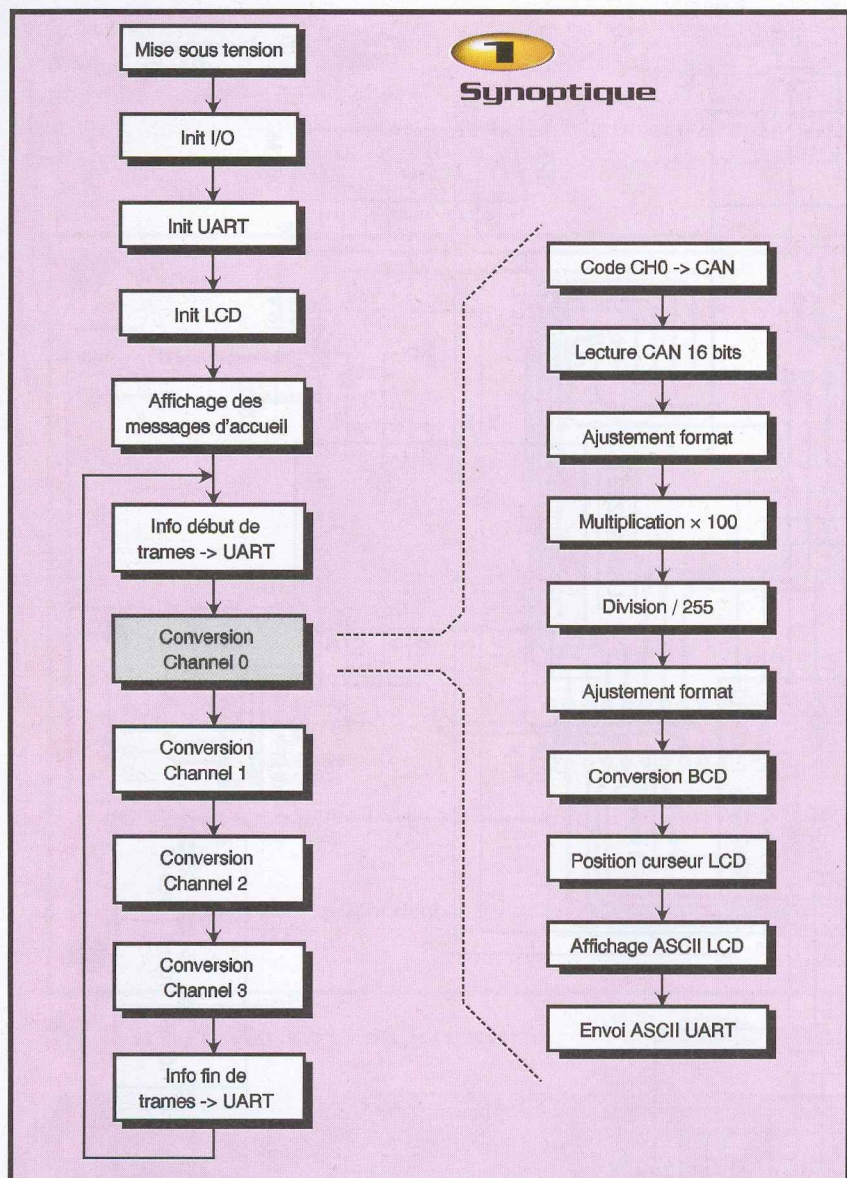 1
Synoptique
Mise sous tension
Init I/O
Init UART
Init LCD
Affichage des
messages d'accueil
Info début de
trames -> UART
Conversion
Channel 0
Conversion
Channel 1
Conversion
Channel 2
Conversion
Channel 3
Info fin de
trames -> UART
Code CH0 -> CAN
Lecture CAN 16 bits
Ajustement format
Multiplication × 100
Division / 255
Ajustement format
Conversion BCD
Position curseur LCD
Affichage ASCII LCD
Envoi ASCII UART